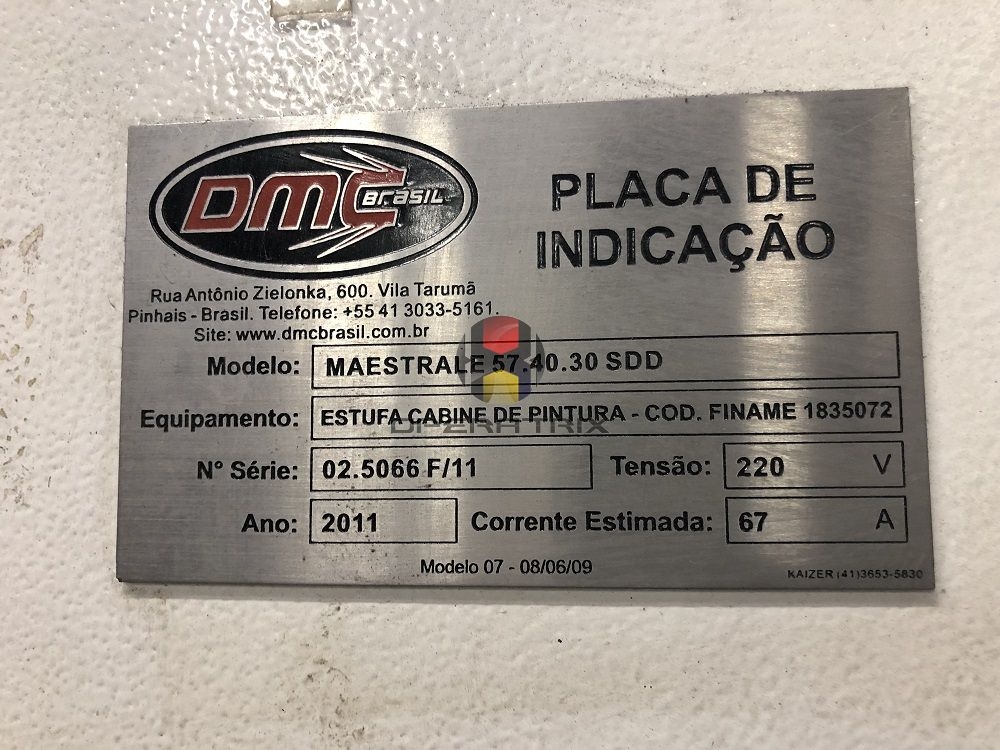 DMC BRASIL
PLACA DE
INDICAÇÃO
Rua Antônio Zielonka, 600. Vila Tarumã
Pinhais - Brasil. Telefone: +55 41 3033-5161.
Site: www.dmcbrasil.com.br
Modelo: MAESTRALE 57.40.30 SDD
Equipamento: ESTUFA CABINE DE PINTURA - COD. FINAME 1835072
OPERATRIX
N° Série: 02.5066 F/11 Tensão: 220 V
Ano: 2011 Corrente Estimada: 67 A
Modelo 07 - 08/06/09
KAIZER (41)3653-5830